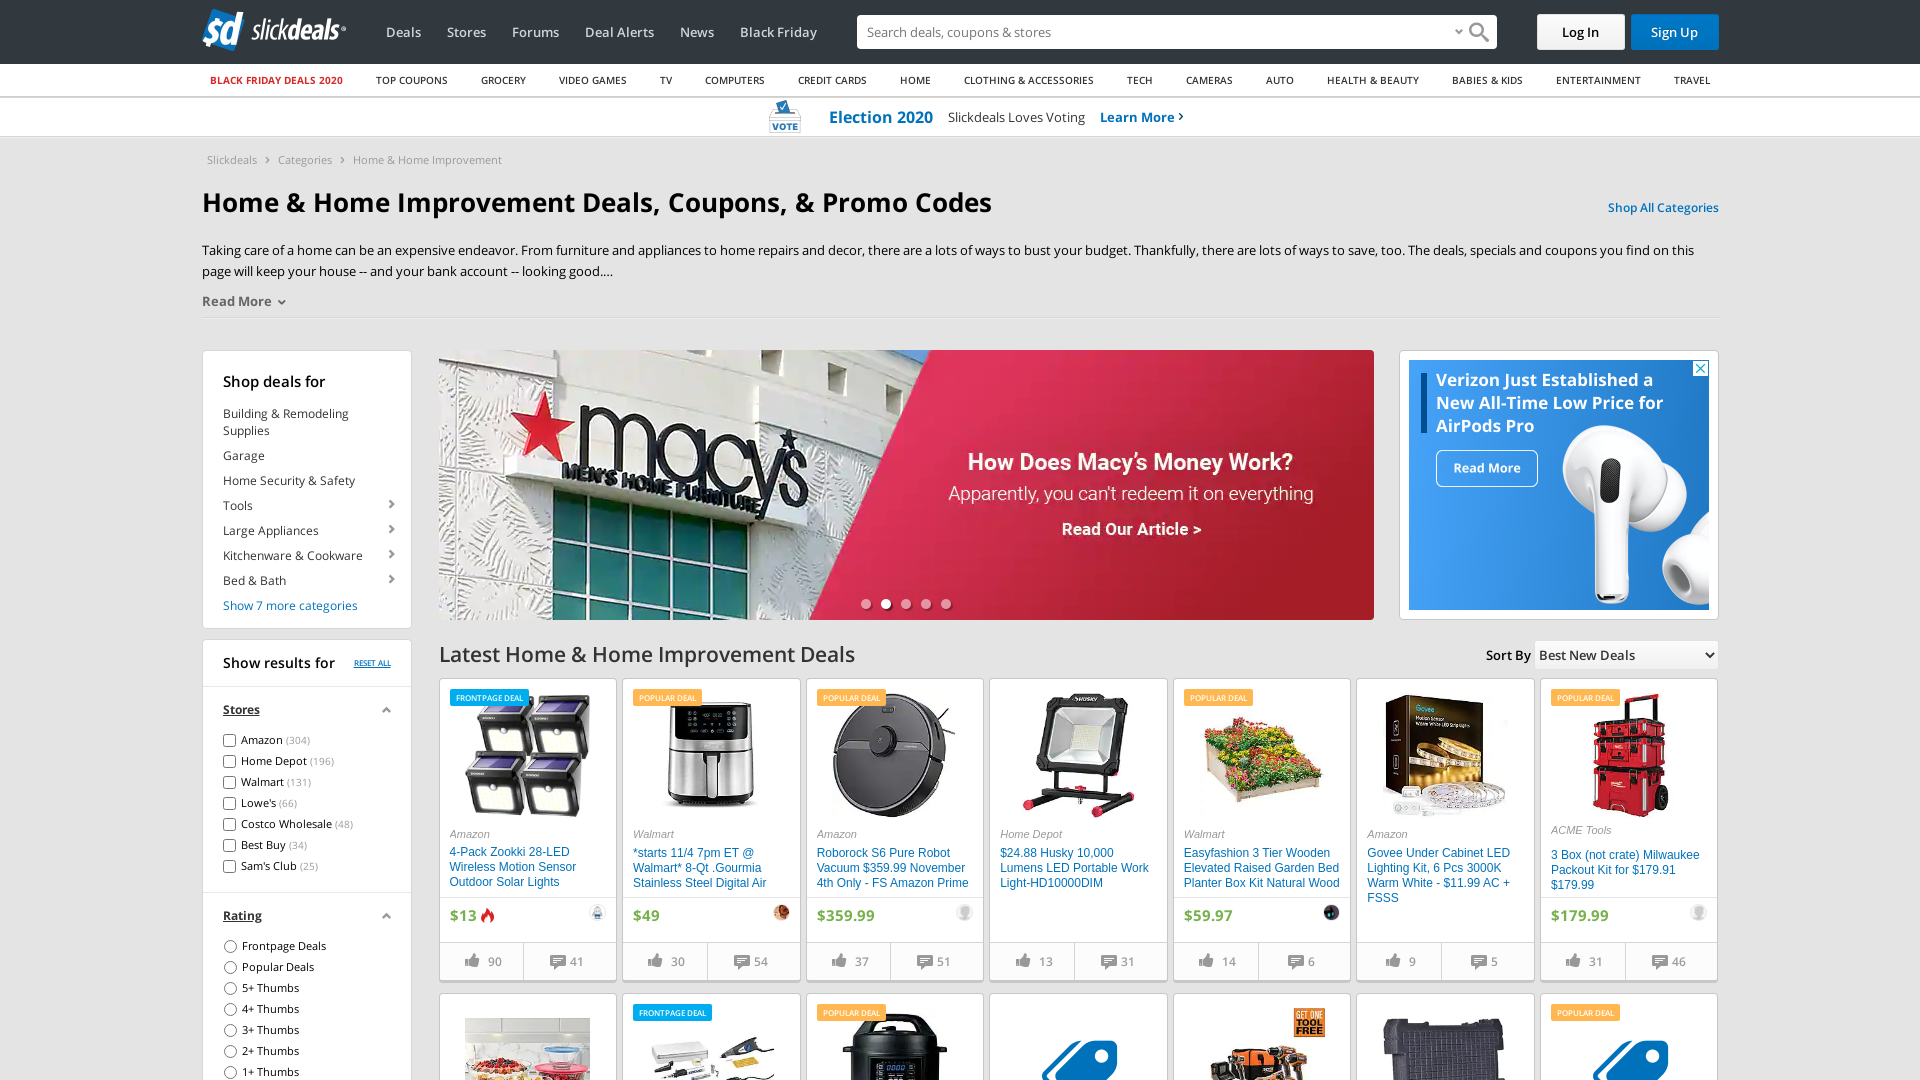 sd slickdeals
Deals
Stores
Forums
Deal Alerts
News
Black Friday
Search deals, coupons & stores
Log In
Sign Up
BLACK FRIDAY DEALS 2020
TOP COUPONS
GROCERY
VIDEO GAMES
TV
COMPUTERS
CREDIT CARDS
HOME
CLOTHING & ACCESSORIES
TECH
CAMERAS
AUTO
HEALTH & BEAUTY
BABIES & KIDS
ENTERTAINMENT
TRAVEL
VOTE
Election 2020
Slickdeals Loves Voting
Learn More
Slickdeals
Categories
Home & Home Improvement
Home & Home Improvement Deals, Coupons, & Promo Codes
Shop All Categories
Taking care of a home can be an expensive endeavor. From furniture and appliances to home repairs and decor, there are a lots of ways to bust your budget. Thankfully, there are lots of ways to save, too. The deals, specials and coupons you find on
this page will keep your house -- and your bank account -- looking good....
Read More
Shop deals for
Building & Remodeling
Supplies
Garage
Home Security & Safety
Tools
Large Appliances
Kitchenware & Cookware
Bed & Bath
Show 7 more categories
macy's
MEN'S HOME FURNITURE
How Does Macy's Money Work?
Apparently, you can't redeem it on everything
Read Our Article >
Verizon Just Established a
New All-Time Low Price for
AirPods Pro
Read More
Show results for
RESET ALL
Stores
Amazon (304)
Home Depot (196)
Walmart (131)
Lowe's (66)
Costco Wholesale (48)
Best Buy (34)
Sam's Club (25)
Rating
Frontpage Deals
Popular Deals
5+ Thumbs
4+ Thumbs
3+ Thumbs
2+ Thumbs
1+ Thumbs
Latest Home & Home Improvement Deals
Sort By
Best New Deals
FRONTPAGE DEAL
Amazon
4-Pack Zookki 28-LED
Wireless Motion Sensor
Outdoor Solar Lights
$13
90
41
POPULAR DEAL
Walmart
*starts 11/4 7pm ET @
Walmart* 8-Qt .Gourmia
Stainless Steel Digital Air
$49
30
54
POPULAR DEAL
Amazon
Roborock S6 Pure Robot
Vacuum $359.99 November
4th Only - FS Amazon Prime
$359.99
37
51
HUSKY
Home Depot
$24.88 Husky 10,000
Lumens LED Portable Work
Light-HD10000DIM
13
31
POPULAR DEAL
Walmart
Easyfashion 3 Tier Wooden
Elevated Raised Garden Bed
Planter Box Kit Natural Wood
$59.97
14
6
Govee
Motion Sensor
Warm White LED Strip Lights
Amazon
Govee Under Cabinet LED
Lighting Kit, 6 Pcs 3000K
Warm White - $11.99 AC +
FSSS
9
5
POPULAR DEAL
ACME Tools
3 Box (not crate) Milwaukee
Packout Kit for $179.91
$179.99
$179.99
31
46
FRONTPAGE DEAL
POPULAR DEAL
GET ONE
TOOL
FREE
POPULAR DEAL